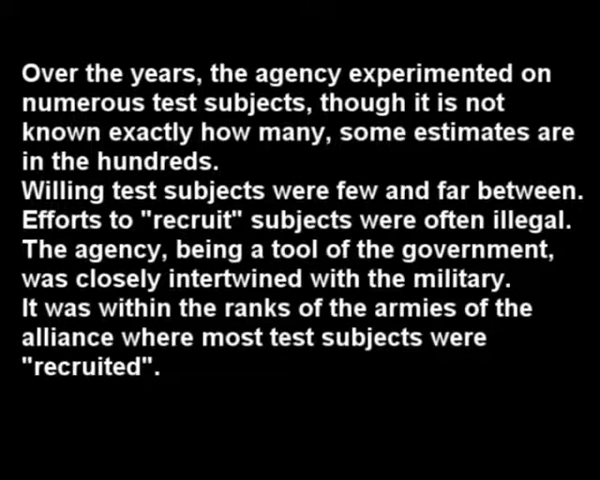 Over the years, the agency experimented on
numerous test subjects, though it is not
known exactly how many, some estimates are
in the hundreds.
Willing test subjects were few and far between.
Efforts to "recruit" subjects were often illegal.
The agency, being a tool of the government,
was closely intertwined with the military.
It was within the ranks of the armies of the
alliance where most test subjects were
"recruited".